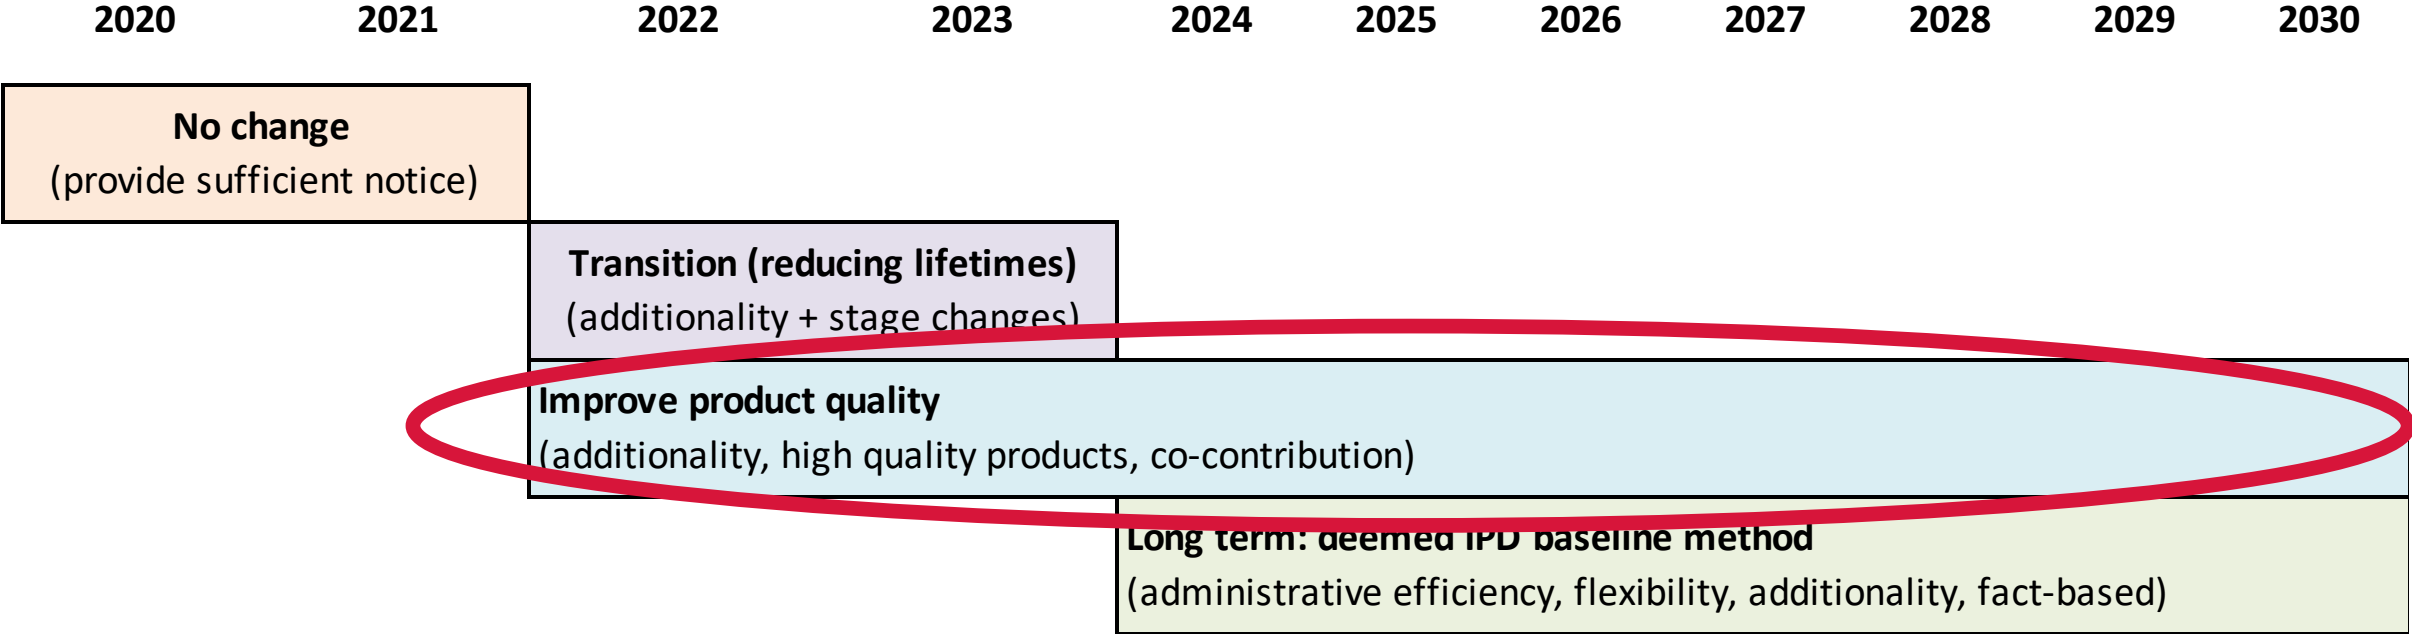 2020 2021 2022 2023 2024 2025 2026 2027 2028 2029 2030
No change
(provide sufficient notice)
Transition (reducing lifetimes)
(additionality + stage changes)
Improve product quality
(additionality, high quality products, co-contribution)
Long term: deemed IPD baseline method
(administrative efficiency, flexibility, additionality, fact-based)